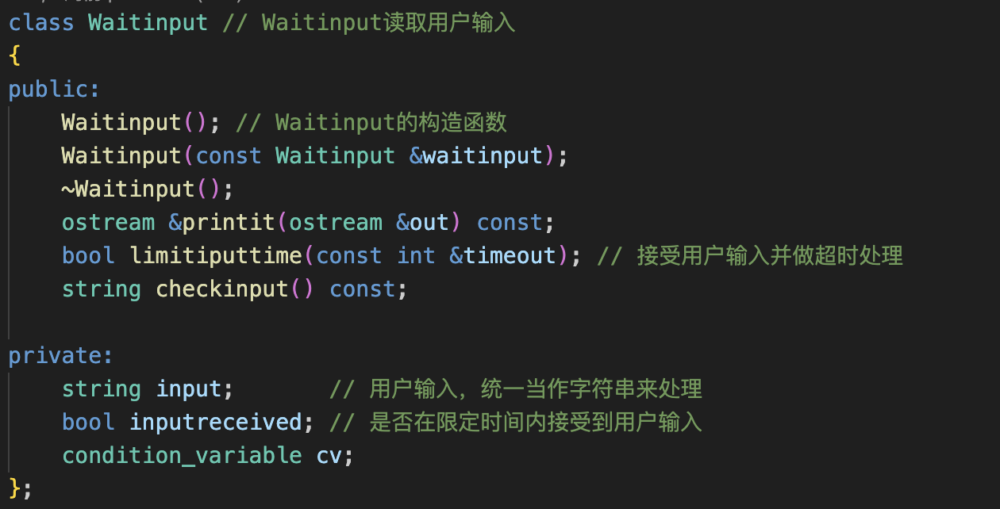 class Waitinput // Waitinput读取用户输入
{
public:
    Waitinput(); // Waitinput的构造函数
    Waitinput(const Waitinput &waitinput);
    ~Waitinput();
    ostream &printit(ostream &out) const;
    bool limitiputtime(const int &timeout); // 接受用户输入并做超时处理
    string checkinput() const;
private:
    string input;       // 用户输入，统一当作字符串来处理
    bool inputreceived; // 是否在限定时间内接受到用户输入
    condition_variable cv;
};